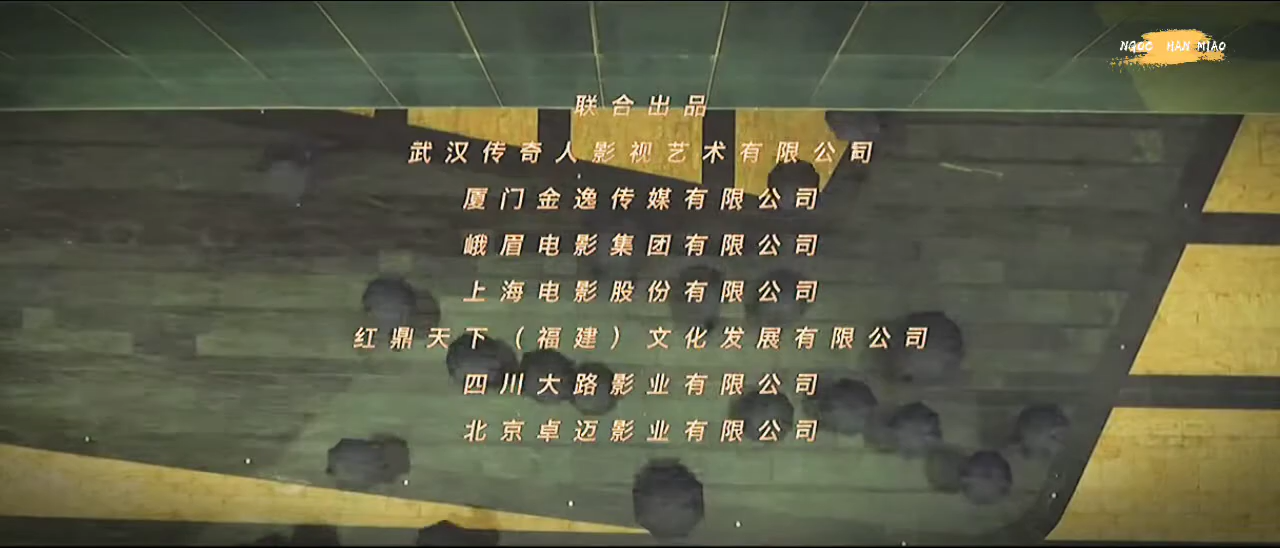 NGOC HAN MIAO
联合出品
武汉传奇人影视艺术有限公司
厦门金逸传媒有限公司
峨眉电影集团有限公司
上海电影股份有限公司
红鼎天下（福建）文化发展有限公司
四川大路影业有限公司
北京卓迈影业有限公司